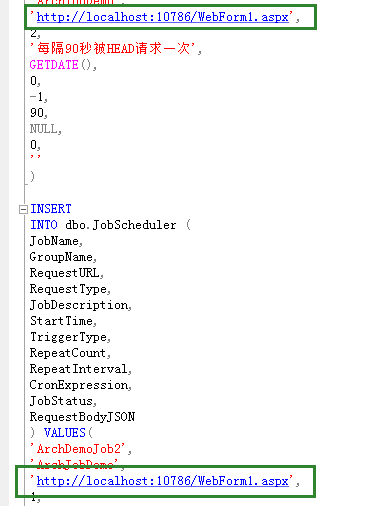 'ArchJobDemo',
'http://localhost:10786/WebForm1.aspx',
2,
'每隔90秒被HEAD请求一次',
GETDATE(),
0,
-1,
90,
NULL,
0,
''
)
INSERT
INTO dbo.JobScheduler (
JobName,
GroupName,
RequestURL,
RequestType,
JobDescription,
StartTime,
TriggerType,
RepeatCount,
RepeatInterval,
CronExpression,
JobStatus,
RequestBodyJSON
) VALUES(
'ArchDemoJob2',
'ArchJobDemo',
'http://localhost:10786/WebForm1.aspx',
1,